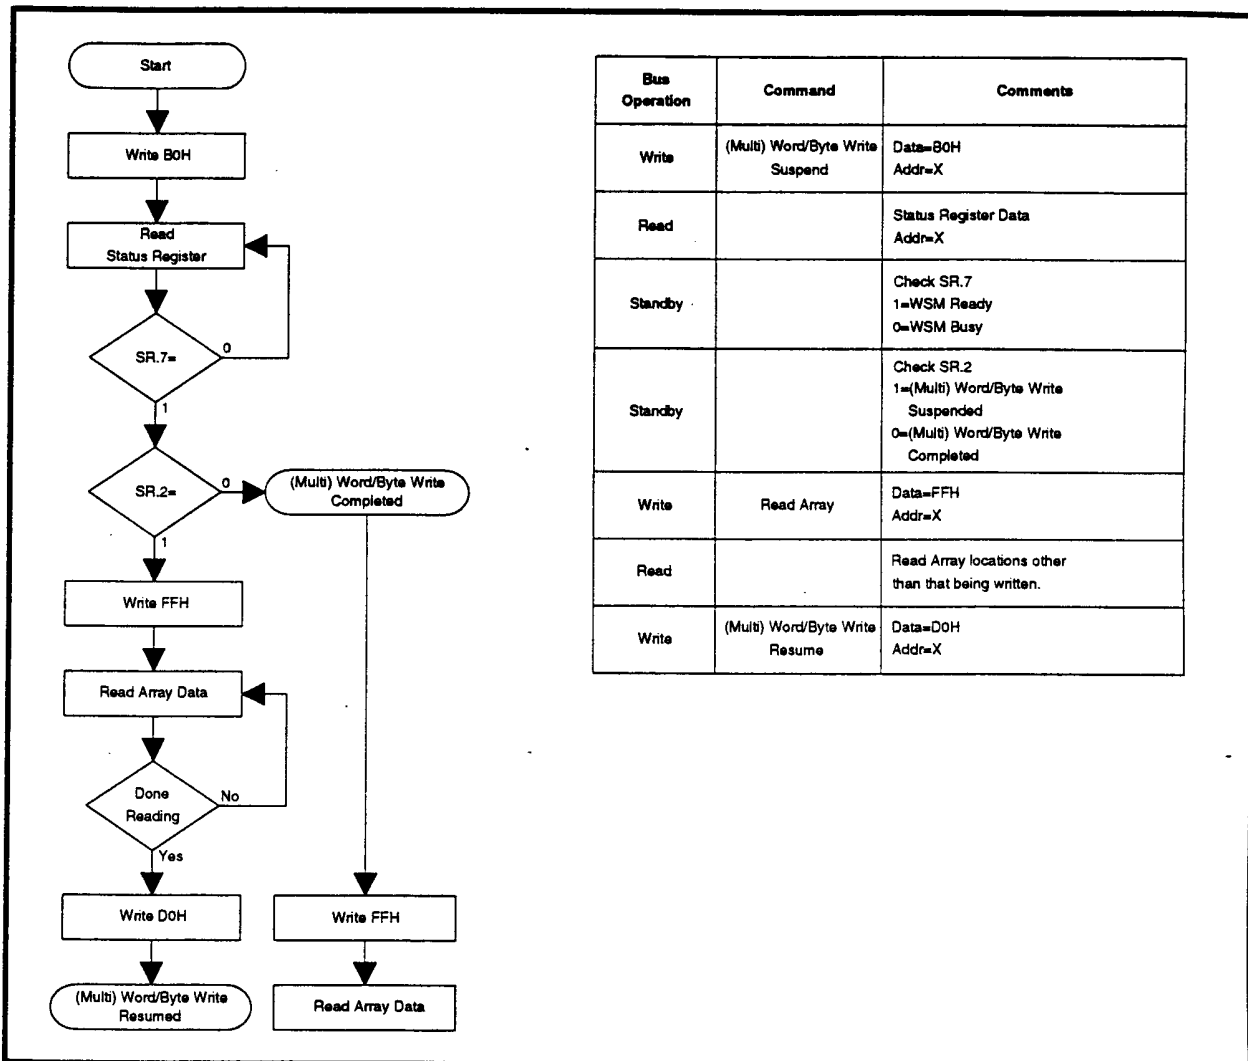 Start
Write B0H
Read
Status Register
SR.7=
0
1
SR.2=
0
(Multi) Word/Byte Write
Completed
1
Write FFH
Read Array Data
Done
Reading
No
Yes
Write D0H
Write FFH
(Multi) Word/Byte Write
Resumed
Read Array Data
Bus
Operation
Command
Comments
Write
(Multi) Word/Byte Write
Suspend
Data=B0H
Addr=X
Read
Status Register Data
Addr=X
Standby
Check SR.7
1=WSM Ready
0=WSM Busy
Standby
Check SR.2
1=(Multi) Word/Byte Write
Suspended
0=(Multi) Word/Byte Write
Completed
Write
Read Array
Data=FFH
Addr=X
Read
Read Array locations other
than that being written.
Write
(Multi) Word/Byte Write
Resume
Data=D0H
Addr=X